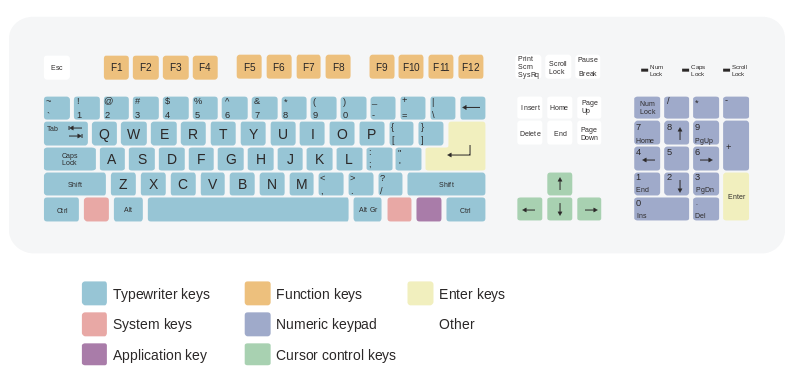 Esc F1 F2 F3 F4 F5 F6 F7 F8 F9 F10 F11 F12
Print
Scrn
SysRq
Scroll
Lock
Pause
Break
Num
Lock
Caps
Lock
Scroll
Lock
~ ! @ # $ % ^ & * ( ) _ + |
` 1 2 3 4 5 6 7 8 9 0 - = \
Insert Home Page
Up
Num
Lock
/ * -
Tab Q W E R T Y U I O P { }
[ ]
Delete End Page
Down
7 8 9
Home PgUp
+
Caps
Lock
A S D F G H J K L : "
; '
4 5 6
Shift Z X C V B N M < > ?
, . /
Shift
1 2 3
End PgDn
Enter
Ctrl Alt Alt Gr Ctrl
0 .
Ins Del
Typewriter keys
Function keys
Enter keys
System keys
Numeric keypad
Other
Application key
Cursor control keys